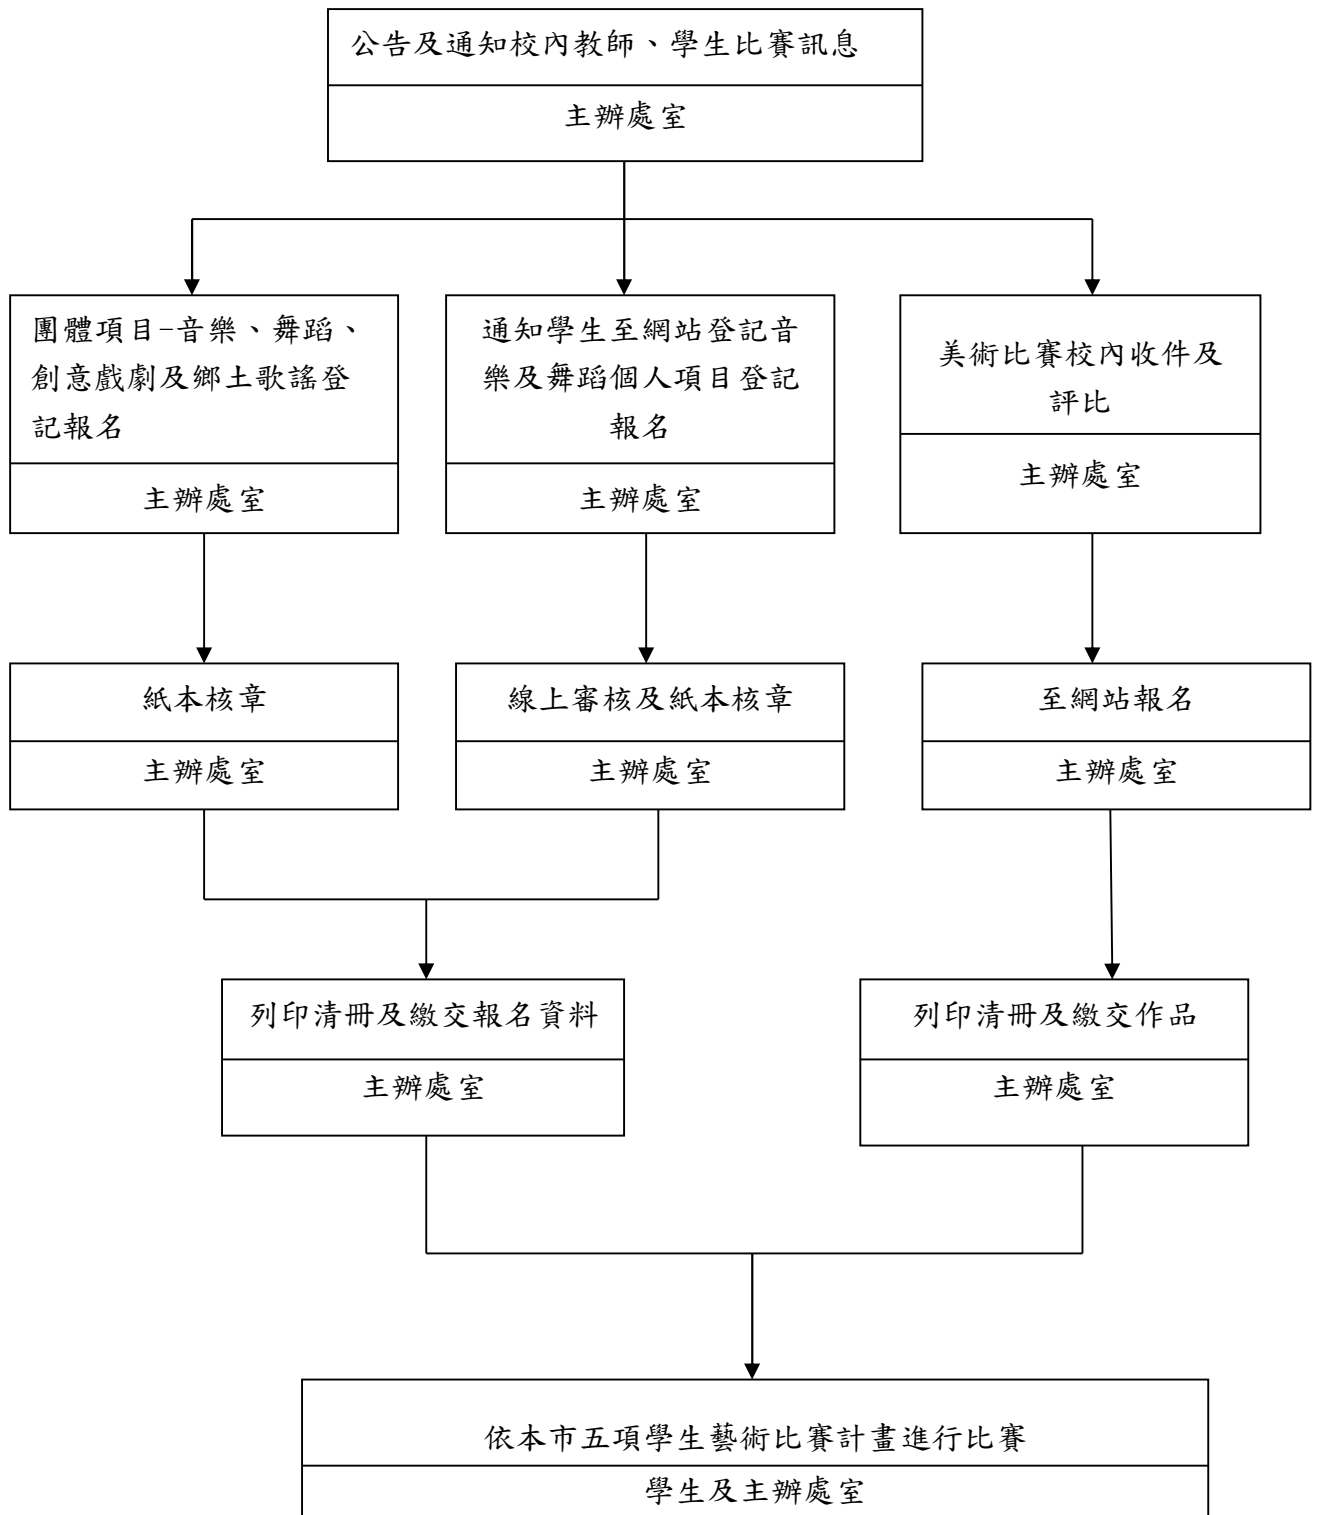 公告及通知校內教師、學生比賽訊息
主辦處室
團體項目-音樂、舞蹈、
創意戲劇及鄉土歌謠登
記報名
主辦處室
通知學生至網站登記音
樂及舞蹈個人項目登記
報名
主辦處室
美術比賽校內收件及
評比
主辦處室
紙本核章
主辦處室
線上審核及紙本核章
主辦處室
至網站報名
主辦處室
列印清冊及繳交報名資料
主辦處室
列印清冊及繳交作品
主辦處室
依本市五項學生藝術比賽計畫進行比賽
學生及主辦處室